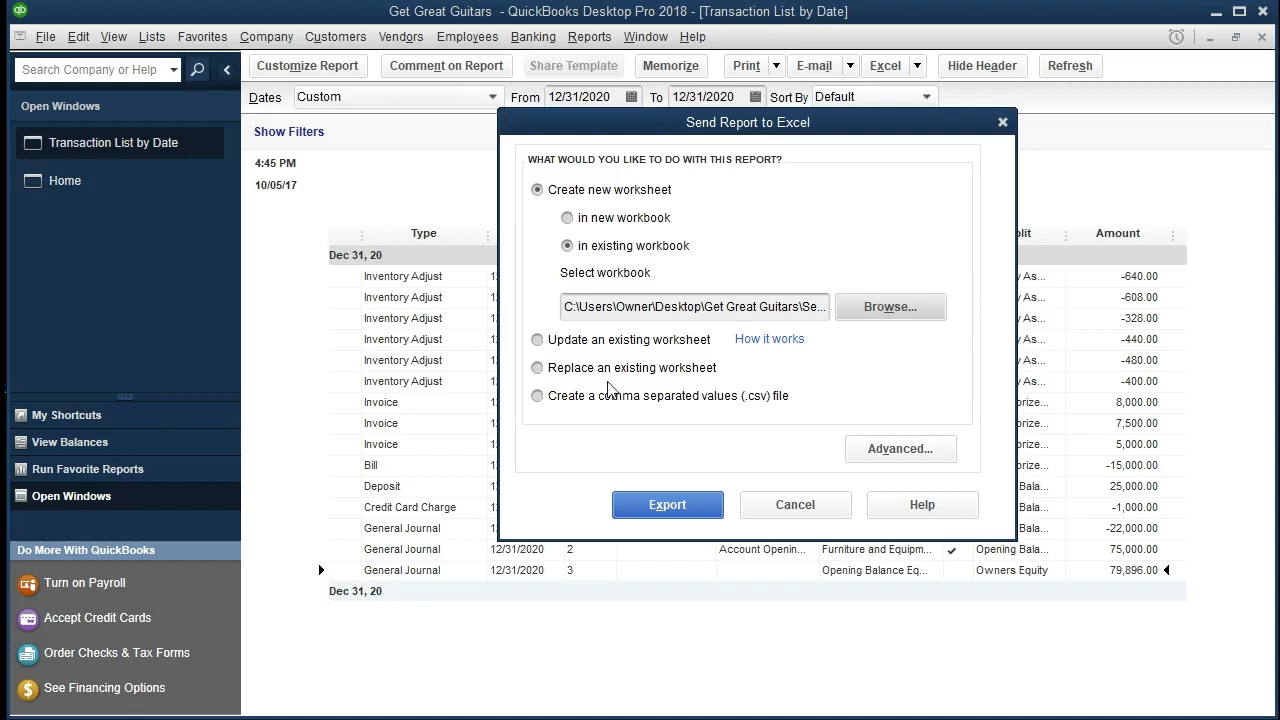 qb
Get Great Guitars - QuickBooks Desktop Pro 2018 - [Transaction List by Date]
File Edit View Lists Favorites Company Customers Vendors Employees Banking Reports Window Help
Search Company or Help
Customize Report Comment on Report Share Template Memorize Print E-mail Excel Hide Header Refresh
Dates Custom From 12/31/2020 To 12/31/2020 Sort By Default
Open Windows
Transaction List by Date
Home
Show Filters
4:45 PM
10/05/17
Send Report to Excel
WHAT WOULD YOU LIKE TO DO WITH THIS REPORT?
Create new worksheet
in new workbook
in existing workbook
Select workbook
C:\Users\Owner\Desktop\Get Great Guitars\Se... Browse...
Update an existing worksheet How it works
Replace an existing worksheet
Create a comma separated values (.csv) file
Advanced...
Export Cancel Help
Type Amount
Dec 31, 20
Inventory Adjust -640.00
Inventory Adjust -608.00
Inventory Adjust -328.00
Inventory Adjust -440.00
Inventory Adjust -480.00
Inventory Adjust -400.00
Invoice 8,000.00
Invoice 7,500.00
Invoice 5,000.00
Bill -15,000.00
Deposit 25,000.00
Credit Card Charge -1,000.00
General Journal -22,000.00
General Journal 12/31/2020 2 Account Openin... Furniture and Equipm... Opening Bala... 75,000.00
General Journal 12/31/2020 3 Opening Balance Eq... Owners Equity 79,896.00
Dec 31, 20
My Shortcuts
View Balances
Run Favorite Reports
Open Windows
Do More With QuickBooks
Turn on Payroll
Accept Credit Cards
Order Checks & Tax Forms
See Financing Options